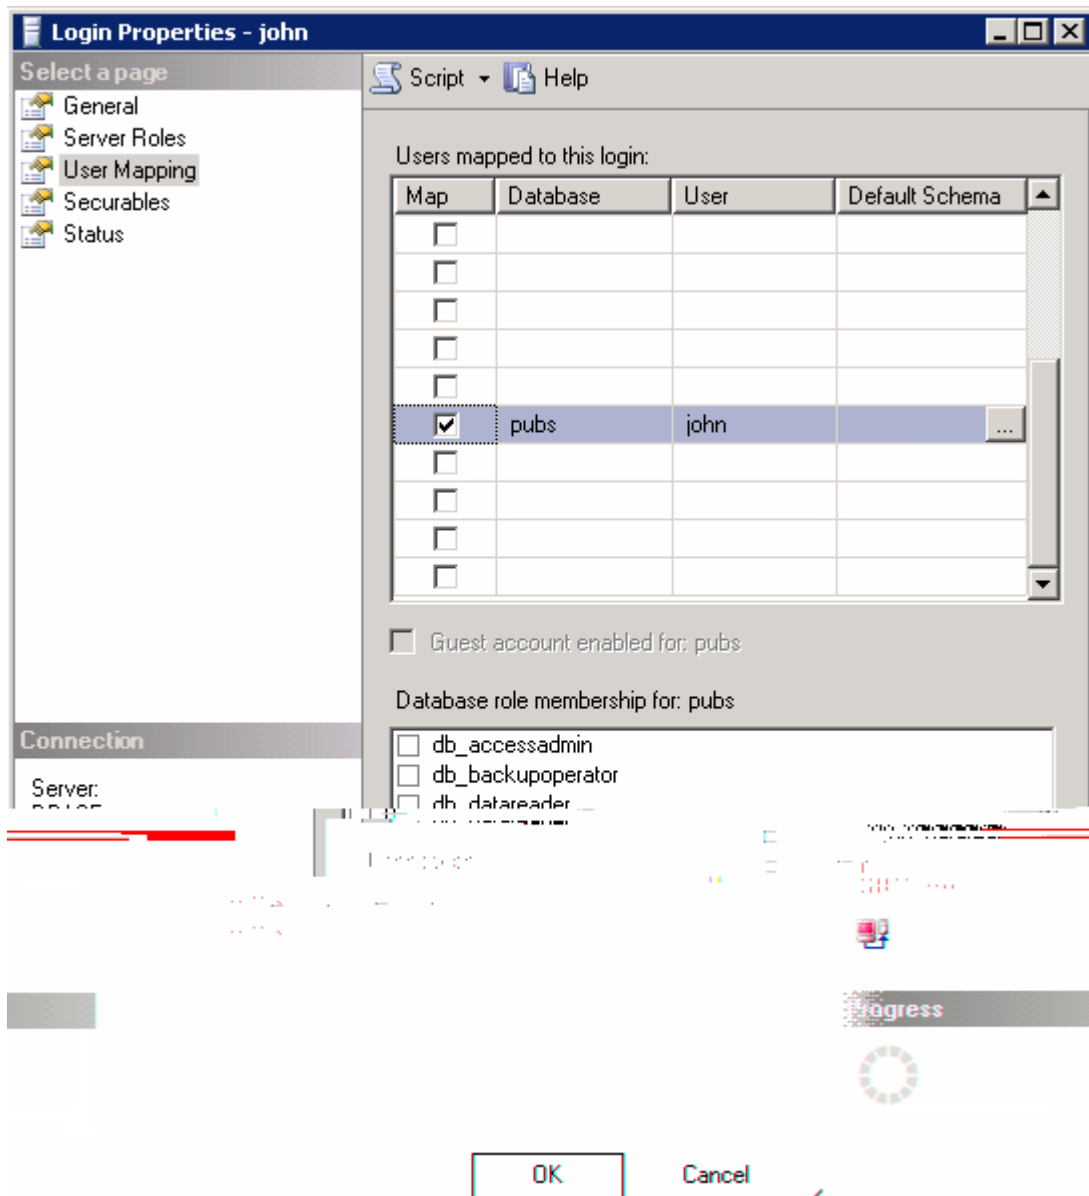 Login Properties - john
Select a page
General
Server Roles
User Mapping
Securables
Status
Script
Help
Users mapped to this login:
Map Database User Default Schema
pubs john ...
Guest account enabled for: pubs
Database role membership for: pubs
db_accessadmin
db_backupoperator
db_datareader
Connection
Server:
Progress
OK Cancel